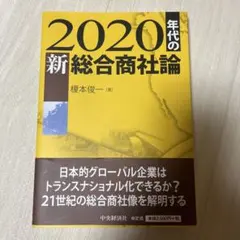 2020年代の
新総合商社論
榎本俊一 著
日本的グローバル企業は
トランスナショナル化できるか?
21世紀の総合商社像を解明する
中央経済社